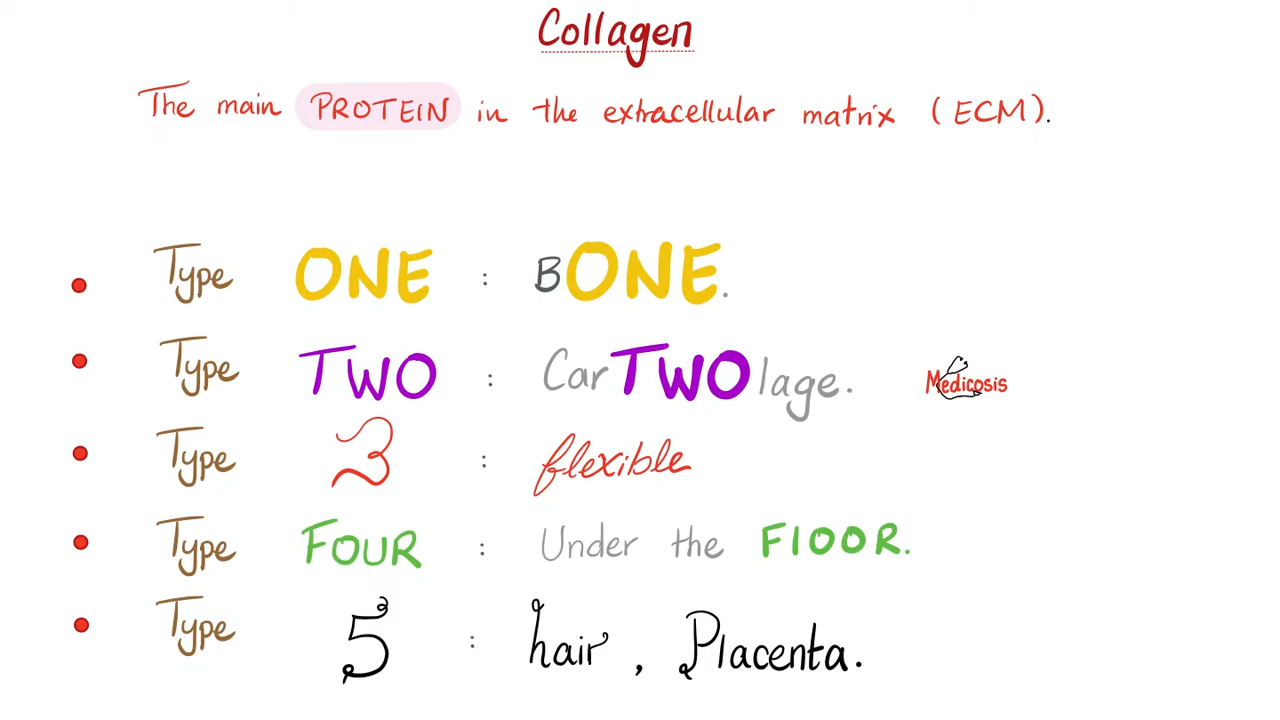 Collagen
The main PROTEIN in the extracellular matrix (ECM).
• Type ONE : BONE.
• Type TWO : CarTWOlage.
Medicosis
• Type 3 : flexible
• Type FOUR : Under the FlOOR.
• Type 5 : hair, Placenta.